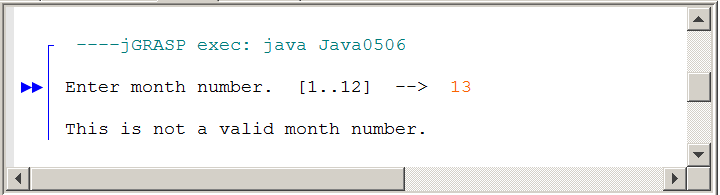 ----jGRASP exec: java Java0506
Enter month number.  [1..12]  -->  13
This is not a valid month number.